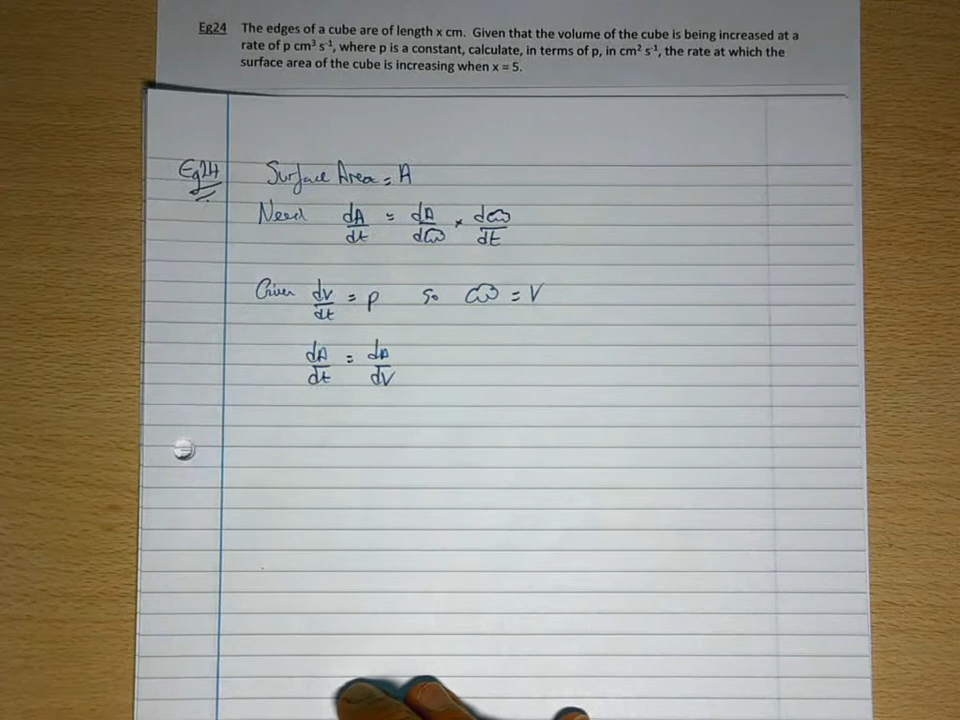 Eg24 The edges of a cube are of length x cm. Given that the volume of the cube is being increased at a
rate of p cm³ s⁻¹, where p is a constant, calculate, in terms of p, in cm² s⁻¹, the rate at which the
surface area of the cube is increasing when x = 5.
Eg24 Surface Area = A
Need dA/dt = dA/d × d/dt
Given dV/dt = p so = V
dA/dt = dA/dV